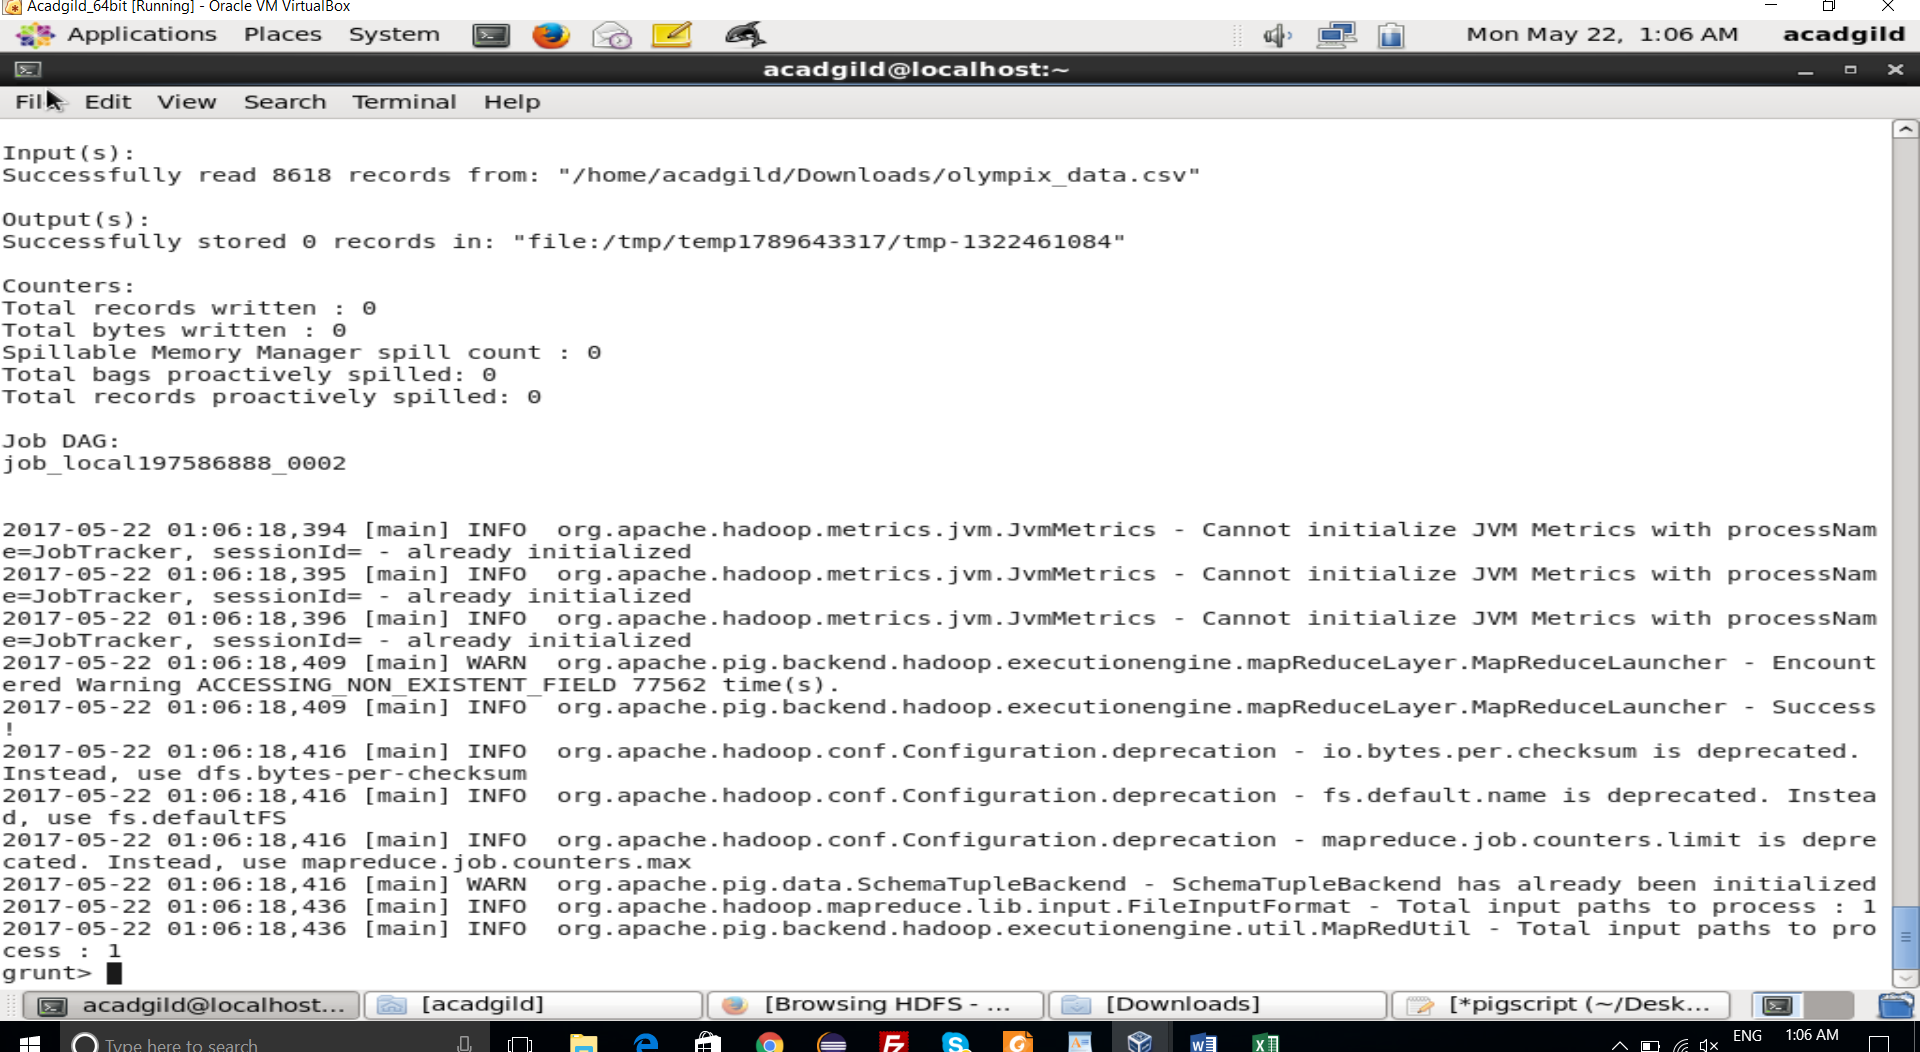 Acadgild_64bit [Running] - Oracle VM VirtualBox
Applications Places System Mon May 22, 1:06 AM acadgild
acadgild@localhost:~
File Edit View Search Terminal Help
Input(s):
Successfully read 8618 records from: "/home/acadgild/Downloads/olympix_data.csv"
Output(s):
Successfully stored 0 records in: "file:/tmp/temp1789643317/tmp-1322461084"
Counters:
Total records written : 0
Total bytes written : 0
Spillable Memory Manager spill count : 0
Total bags proactively spilled: 0
Total records proactively spilled: 0
Job DAG:
job_local197586888_0002
2017-05-22 01:06:18,394 [main] INFO  org.apache.hadoop.metrics.jvm.JvmMetrics - Cannot initialize JVM Metrics with processNam
e=JobTracker, sessionId= - already initialized
2017-05-22 01:06:18,395 [main] INFO  org.apache.hadoop.metrics.jvm.JvmMetrics - Cannot initialize JVM Metrics with processNam
e=JobTracker, sessionId= - already initialized
2017-05-22 01:06:18,396 [main] INFO  org.apache.hadoop.metrics.jvm.JvmMetrics - Cannot initialize JVM Metrics with processNam
e=JobTracker, sessionId= - already initialized
2017-05-22 01:06:18,409 [main] WARN  org.apache.pig.backend.hadoop.executionengine.mapReduceLayer.MapReduceLauncher - Encount
ered Warning ACCESSING_NON_EXISTENT_FIELD 77562 time(s).
2017-05-22 01:06:18,409 [main] INFO  org.apache.pig.backend.hadoop.executionengine.mapReduceLayer.MapReduceLauncher - Success
!
2017-05-22 01:06:18,416 [main] INFO  org.apache.hadoop.conf.Configuration.deprecation - io.bytes.per.checksum is deprecated.
Instead, use dfs.bytes-per-checksum
2017-05-22 01:06:18,416 [main] INFO  org.apache.hadoop.conf.Configuration.deprecation - fs.default.name is deprecated. Instea
d, use fs.defaultFS
2017-05-22 01:06:18,416 [main] INFO  org.apache.hadoop.conf.Configuration.deprecation - mapreduce.job.counters.limit is depre
cated. Instead, use mapreduce.job.counters.max
2017-05-22 01:06:18,416 [main] WARN  org.apache.pig.data.SchemaTupleBackend - SchemaTupleBackend has already been initialized
2017-05-22 01:06:18,436 [main] INFO  org.apache.hadoop.mapreduce.lib.input.FileInputFormat - Total input paths to process : 1
2017-05-22 01:06:18,436 [main] INFO  org.apache.pig.backend.hadoop.executionengine.util.MapRedUtil - Total input paths to pro
cess : 1
grunt>
acadgild@localhost... [acadgild] [Browsing HDFS - ... [Downloads] [*pigscript (~/Desk...
Type here to search ENG 1:06 AM